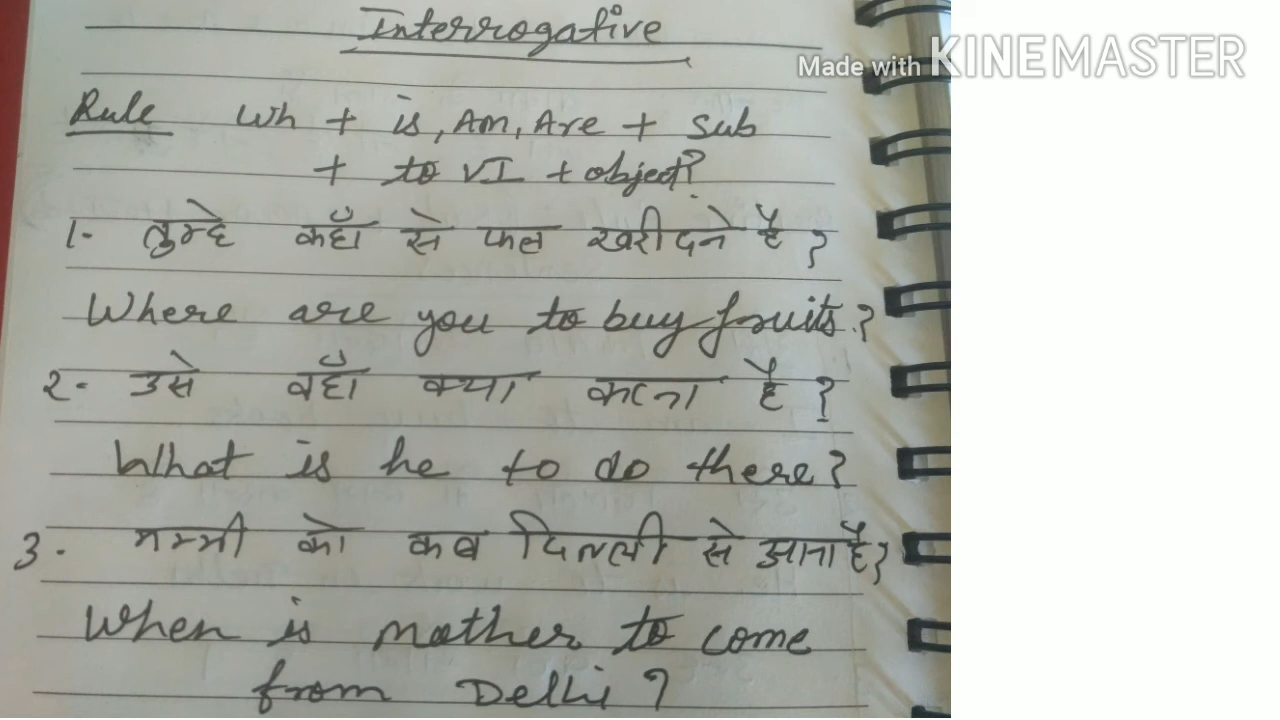 Interrogative
Made with KINEMASTER
Rule Wh + is, Am, Are + Sub
+ to VI + object?
1- तुम्हे कहाँ से फल खरीदने है ?
Where are you to buy fruits ?
२- उसे वहाँ क्या करना है ?
What is he to do there?
3. मम्मी को कब दिल्ली से आना है?
When is mother to come
from Delhi ?